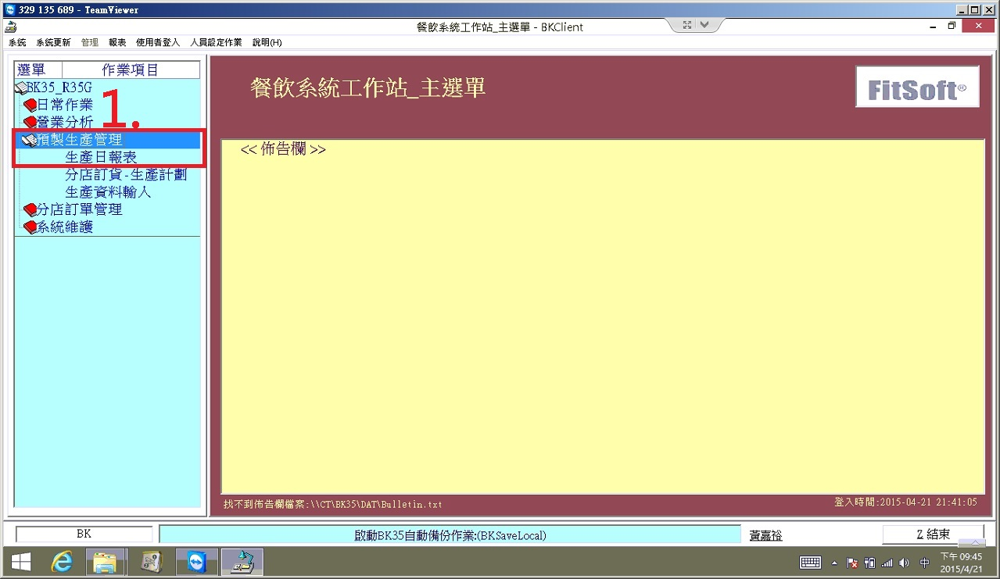 329 135 689 - TeamViewer
餐飲系統工作站_主選單 - BKClient
系統 系統更新 管理 報表 使用者登入 人員設定作業 說明(H)
選單 作業項目
BK35_R35G
日常作業
營業分析
1.
預製生產管理
生產日報表
分店訂貨-生產計劃
生產資料輸入
分店訂單管理
系統維護
餐飲系統工作站_主選單
FitSoft®
<< 佈告欄 >>
找不到佈告欄檔案:\\CT\BK35\DAT\Bulletin.txt
登入時間:2015-04-21 21:41:05
BK
啟動BK35自動備份作業:(BKSaveLocal)
黃嘉裕
Z 結束
中
下午 09:45
2015/4/21